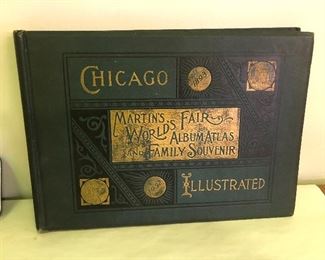 CHICAGO
1893
MARTIN'S
WORLD'S FAIR
ALBUM-ATLAS
AND FAMILY SOUVENIR
ILLUSTRATED